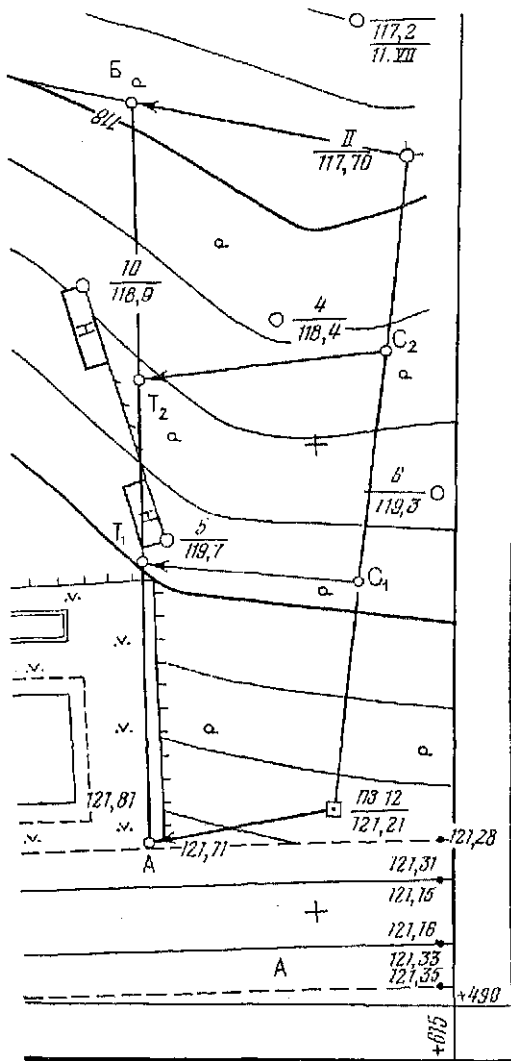 117,2
11.VII
Б
р
118
II
117,70
р
10
118,9
4
118,4
Н
C2
T2
р
р
6
119,3
Н
5
119,7
T1
C1
р
.v.
.v.
.v.
.v.
р
р
.v.
121,81
.v.
.v.
ПЗ 12
121,21
А
121,71
121,28
121,31
121,15
121,16
121,33
А
121,35
+490
+615